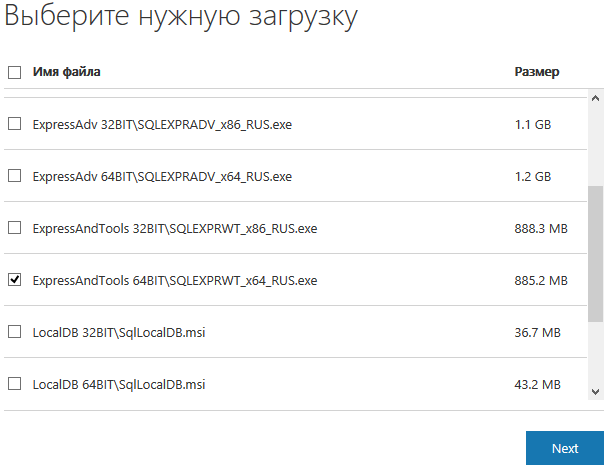 Выберите нужную загрузку
Имя файла Размер
ExpressAdv 32BIT\SQLEXPRADV_x86_RUS.exe 1.1 GB
ExpressAdv 64BIT\SQLEXPRADV_x64_RUS.exe 1.2 GB
ExpressAndTools 32BIT\SQLEXPRWT_x86_RUS.exe 888.3 MB
ExpressAndTools 64BIT\SQLEXPRWT_x64_RUS.exe 885.2 MB
LocalDB 32BIT\SqlLocalDB.msi 36.7 MB
LocalDB 64BIT\SqlLocalDB.msi 43.2 MB
Next